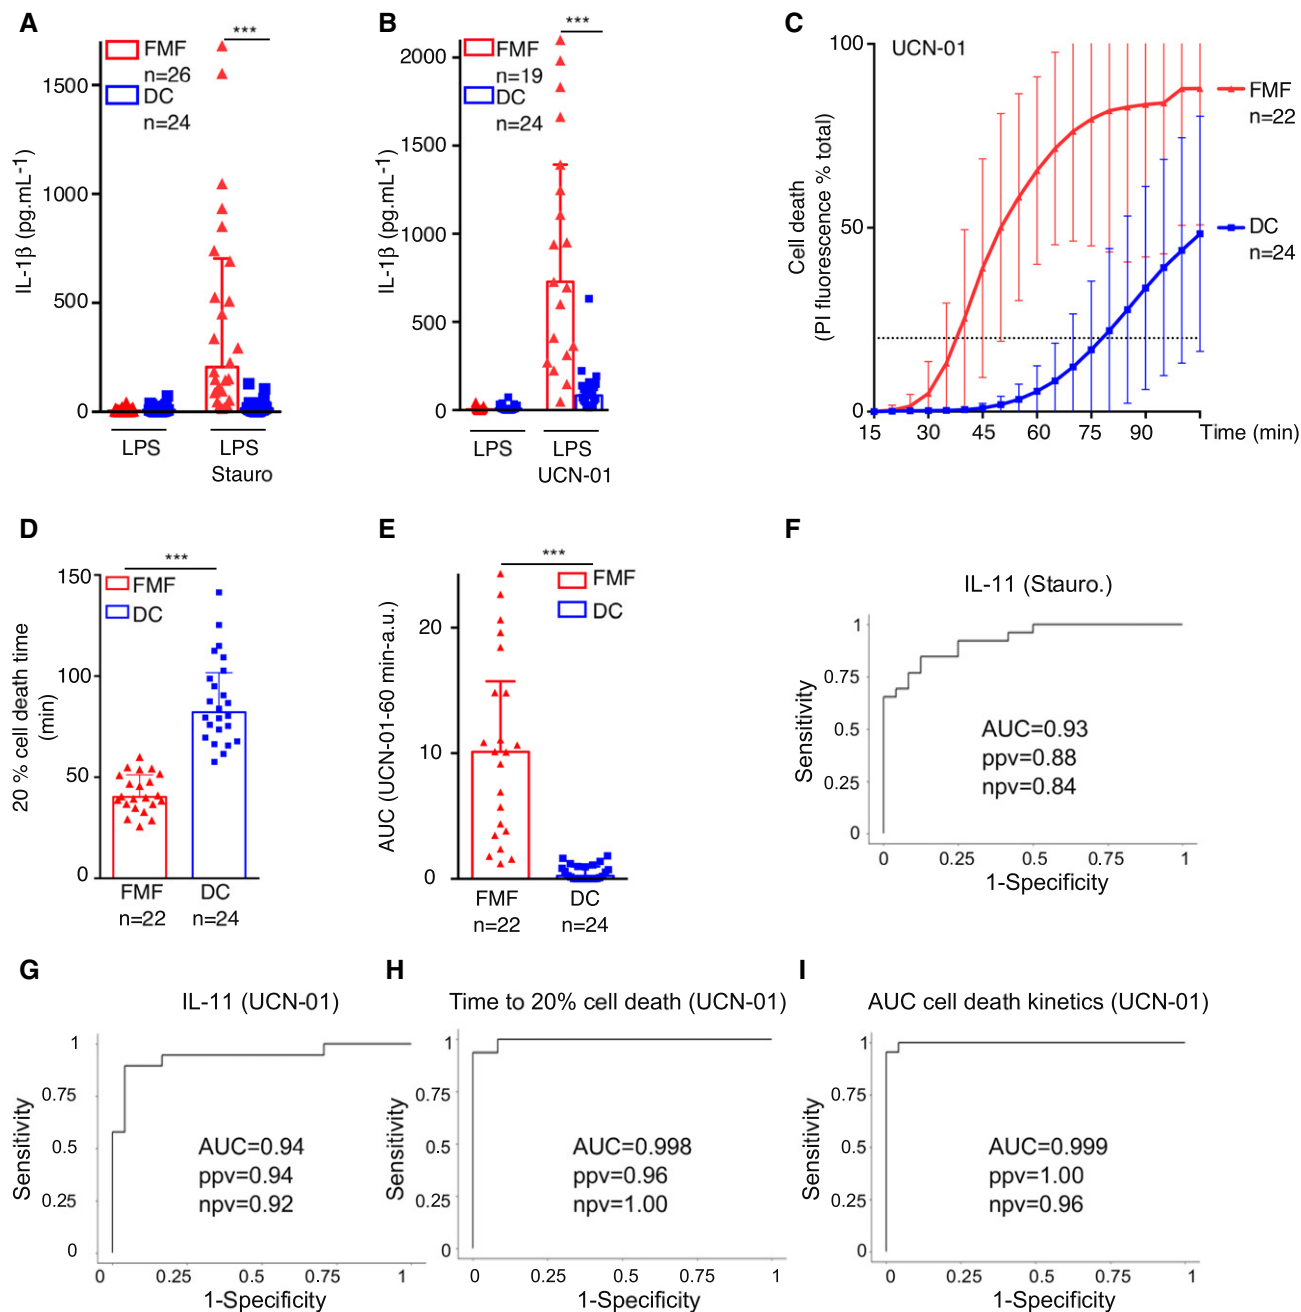 A
***
FMF
n=26
DC
n=24
IL-1β (pg.mL⁻¹)
1500
1000
500
0
LPS
LPS
Stauro
B
***
FMF
n=19
DC
n=24
IL-1β (pg.mL⁻¹)
2000
1500
1000
500
0
LPS
LPS
UCN-01
C
UCN-01
Cell death
(PI fluorescence % total)
100
50
0
15 30 45 60 75 90 Time (min)
FMF
n=22
DC
n=24
D
***
FMF
DC
20 % cell death time
(min)
150
100
50
0
FMF DC
n=22 n=24
E
***
FMF
DC
AUC (UCN-01-60 min-a.u.)
20
10
0
FMF DC
n=22 n=24
F
IL-11 (Stauro.)
Sensitivity
1
0.75
0.5
0.25
0
AUC=0.93
ppv=0.88
npv=0.84
0 0.25 0.5 0.75 1
1-Specificity
G
IL-11 (UCN-01)
Sensitivity
1
0.75
0.5
0.25
0
AUC=0.94
ppv=0.94
npv=0.92
0 0.25 0.5 0.75 1
1-Specificity
H
Time to 20% cell death (UCN-01)
Sensitivity
1
0.75
0.5
0.25
0
AUC=0.998
ppv=0.96
npv=1.00
0 0.25 0.5 0.75 1
1-Specificity
I
AUC cell death kinetics (UCN-01)
Sensitivity
1
0.75
0.5
0.25
0
AUC=0.999
ppv=1.00
npv=0.96
0 0.25 0.5 0.75 1
1-Specificity